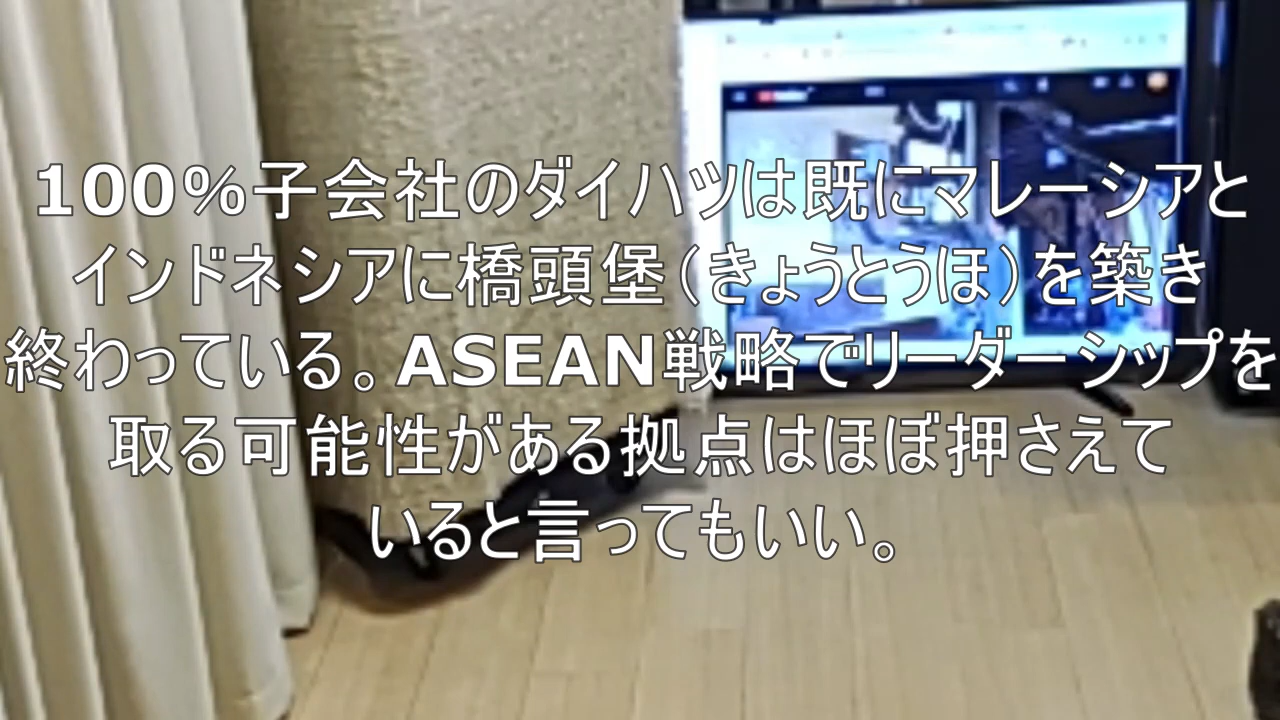 100％子会社のダイハツは既にマレーシアと
インドネシアに橋頭堡（きょうとうほ）を築き
終わっている。ASEAN戦略でリーダーシップを
取る可能性がある拠点はほぼ押さえて
いると言ってもいい。